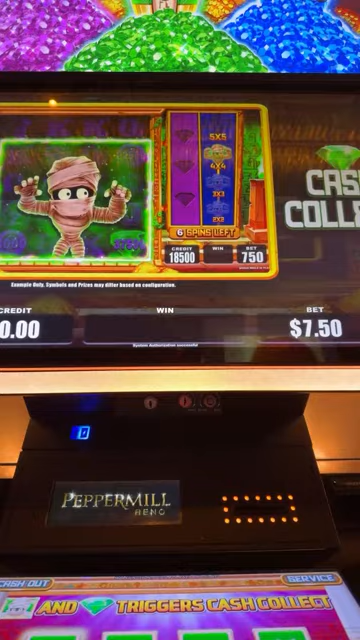 5X5
4X4
3X3
2X2
6 SPINS LEFT
CREDIT WIN BET
18500 750
CASH
COLLE
Example Only, Symbols and Prizes may differ based on configuration.
CREDIT WIN BET
0.00 $7.50
System Authorization successful
PEPPERMILL
RENO
CASH OUT SERVICE
AND TRIGGERS CASH COLLECT